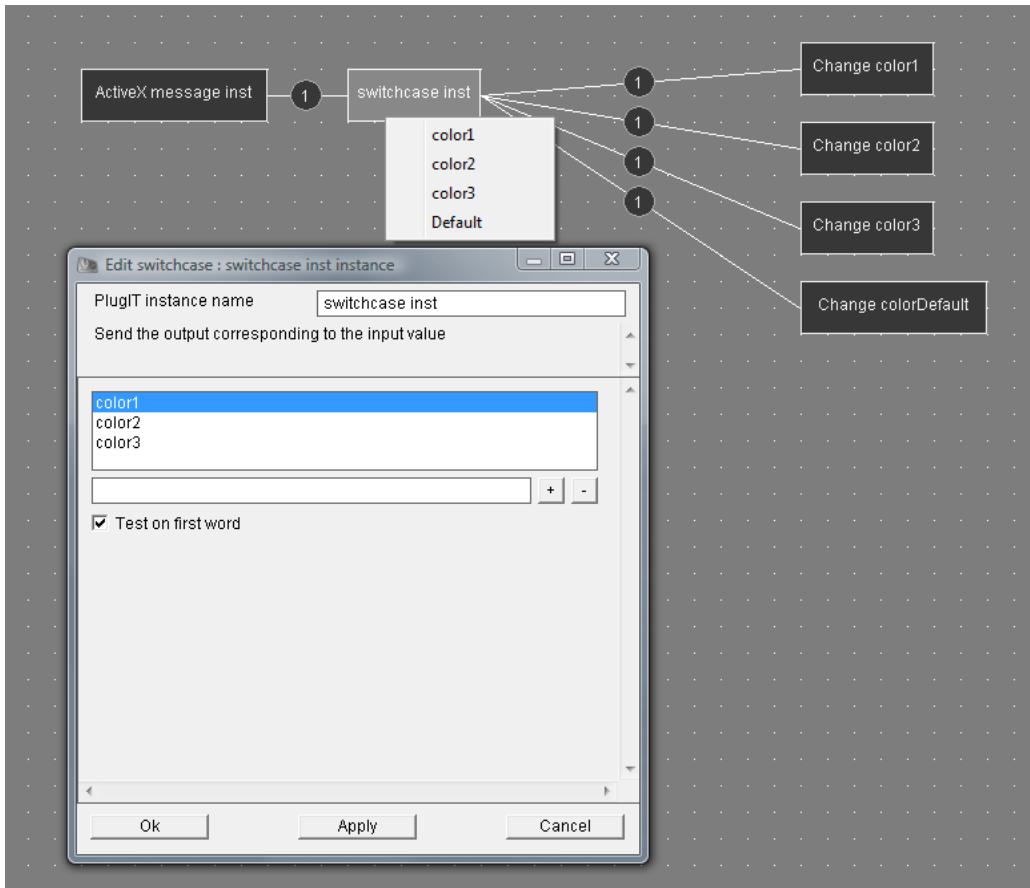 Change color1
ActiveX message inst
1
switchcase inst
1
color1
1
Change color2
color2
1
color3
1
Default
Change color3
Edit switchcase : switchcase inst instance
PlugIT instance name
switchcase inst
Change colorDefault
Send the output corresponding to the input value
color1
color2
color3
+ -
Test on first word
Ok Apply Cancel